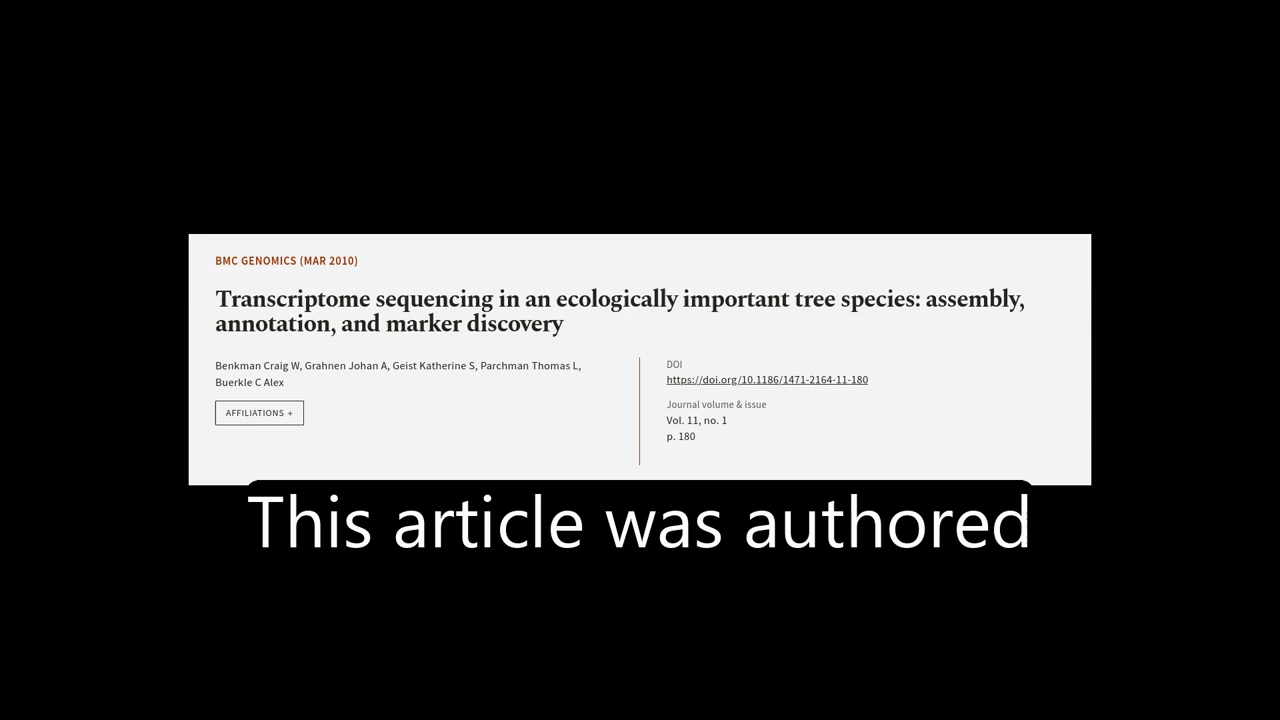 BMC GENOMICS (MAR 2010)
Transcriptome sequencing in an ecologically important tree species: assembly,
annotation, and marker discovery
Benkman Craig W, Grahnen Johan A, Geist Katherine S, Parchman Thomas L,
Buerkle C Alex
AFFILIATIONS +
DOI
https://doi.org/10.1186/1471-2164-11-180
Journal volume & issue
Vol. 11, no. 1
p. 180
This article was authored